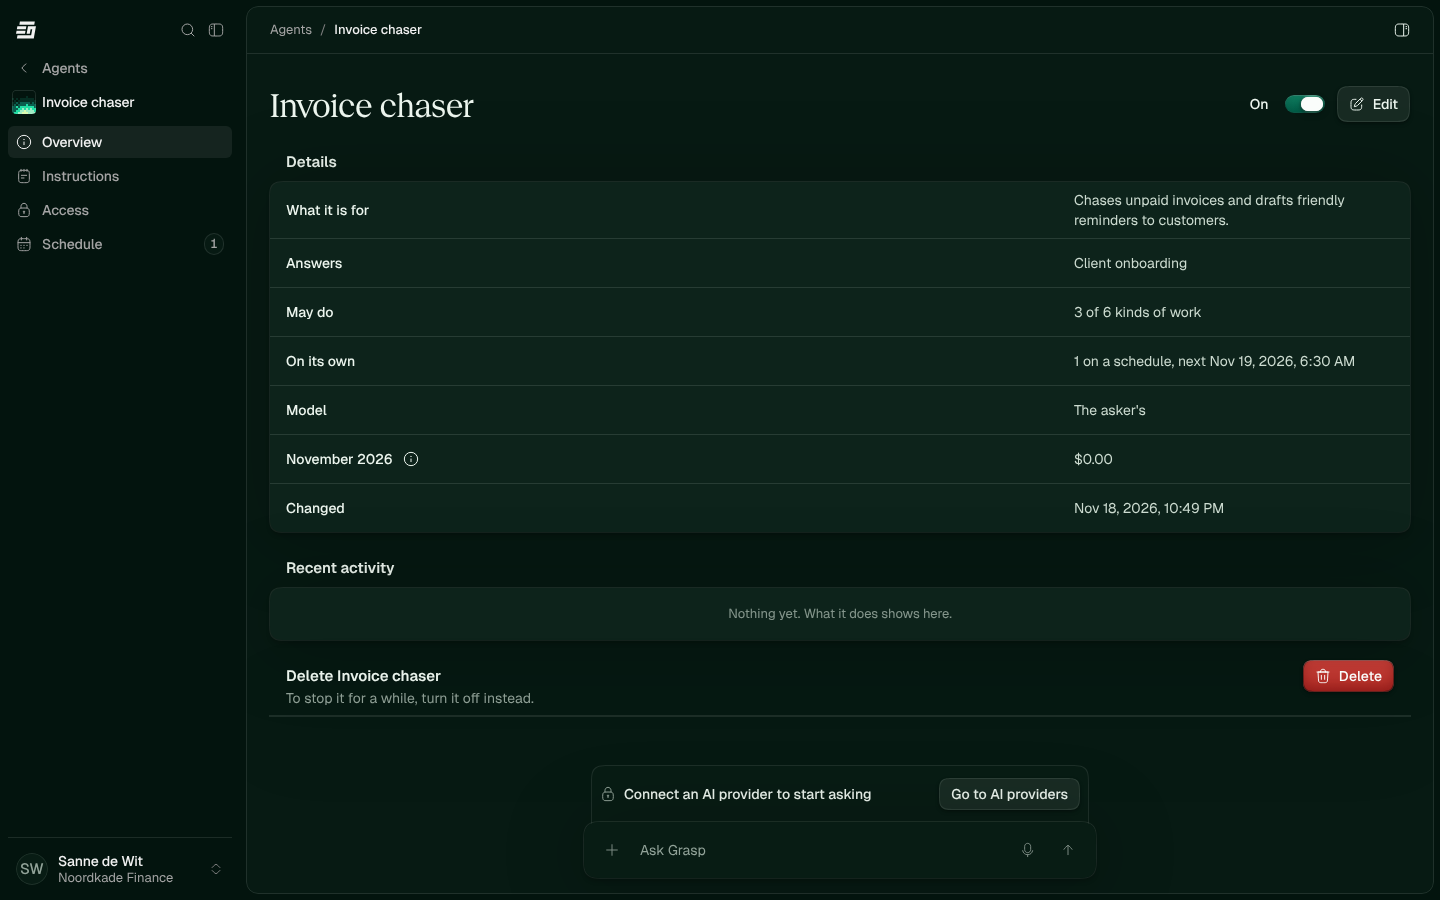 Agents
Invoice chaser
Overview
Instructions
Access
Schedule
1
SW
Sanne de Wit
Noordkade Finance
Agents / Invoice chaser
Invoice chaser
On
Edit
Details
What it is for
Chases unpaid invoices and drafts friendly
reminders to customers.
Answers
Client onboarding
May do
3 of 6 kinds of work
On its own
1 on a schedule, next Nov 19, 2026, 6:30 AM
Model
The asker's
November 2026
$0.00
Changed
Nov 18, 2026, 10:49 PM
Recent activity
Nothing yet. What it does shows here.
Delete Invoice chaser
To stop it for a while, turn it off instead.
Delete
Connect an AI provider to start asking
Go to AI providers
Ask Grasp